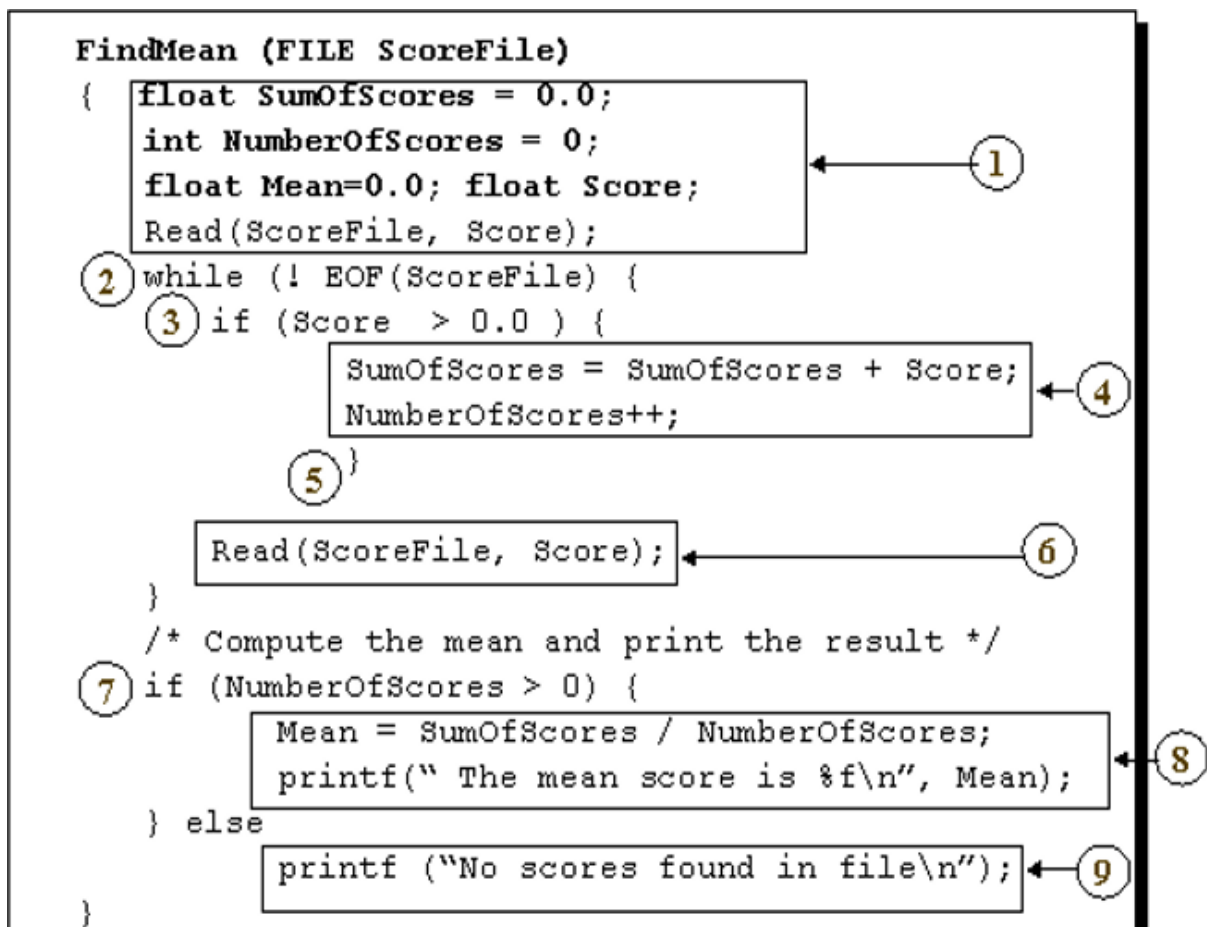 FindMean (FILE ScoreFile)
{ float SumOfScores = 0.0;
int NumberOfScores = 0;
float Mean=0.0; float Score;
1
Read(ScoreFile, Score);
2 while (! EOF(ScoreFile) {
3 if (Score > 0.0 ) {
SumOfScores = SumOfScores + Score;
4
NumberOfScores++;
5 }
Read(ScoreFile, Score);
6
}
/* Compute the mean and print the result */
7 if (NumberOfScores > 0) {
Mean = SumOfScores / NumberOfScores;
printf(“ The mean score is %f\n”, Mean);
8
} else
printf (“No scores found in file\n”);
9
}